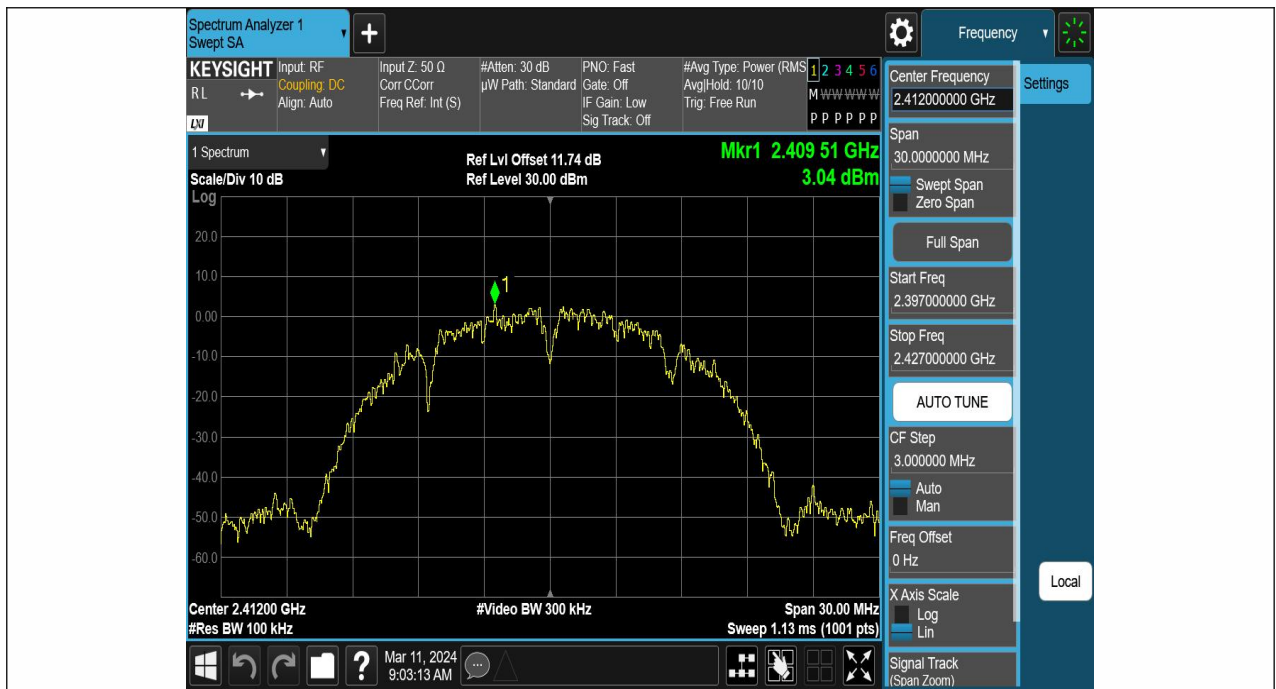 Spectrum Analyzer 1
Swept SA
+
Frequency
KEYSIGHT
RL
LXI
Input: RF
Coupling: DC
Align: Auto
Input Z: 50 Ω
Corr CCorr
Freq Ref: Int (S)
#Atten: 30 dB
µW Path: Standard
PNO: Fast
Gate: Off
IF Gain: Low
Sig Track: Off
#Avg Type: Power (RMS
Avg|Hold: 10/10
Trig: Free Run
1 2 3 4 5 6
M W W W W W
P P P P P P
1 Spectrum
Scale/Div 10 dB
Ref Lvl Offset 11.74 dB
Ref Level 30.00 dBm
Mkr1 2.409 51 GHz
3.04 dBm
Log
20.0
10.0
0.00
-10.0
-20.0
-30.0
-40.0
-50.0
-60.0
1
Center 2.41200 GHz
#Res BW 100 kHz
#Video BW 300 kHz
Span 30.00 MHz
Sweep 1.13 ms (1001 pts)
Center Frequency
2.412000000 GHz
Settings
Span
30.0000000 MHz
Swept Span
Zero Span
Full Span
Start Freq
2.397000000 GHz
Stop Freq
2.427000000 GHz
AUTO TUNE
CF Step
3.000000 MHz
Auto
Man
Freq Offset
0 Hz
X Axis Scale
Log
Lin
Local
Signal Track
(Span Zoom)
?
Mar 11, 2024
9:03:13 AM